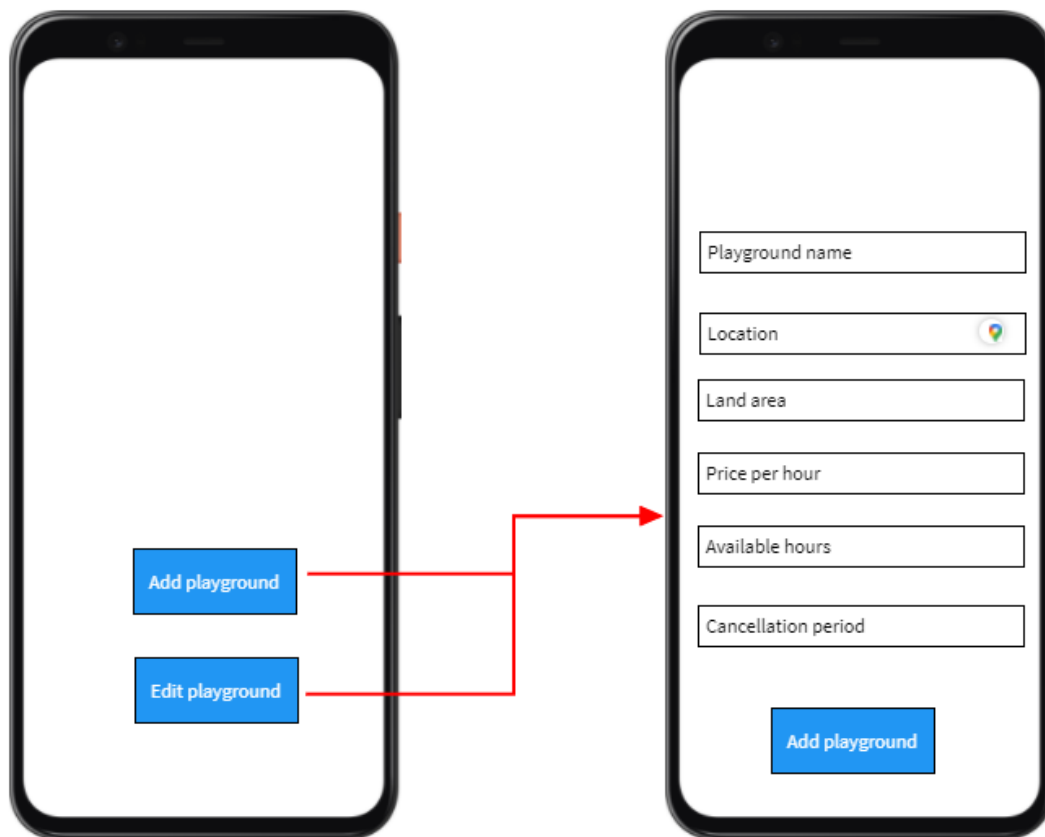 Add playground
Edit playground
Playground name
Location
Land area
Price per hour
Available hours
Cancellation period
Add playground